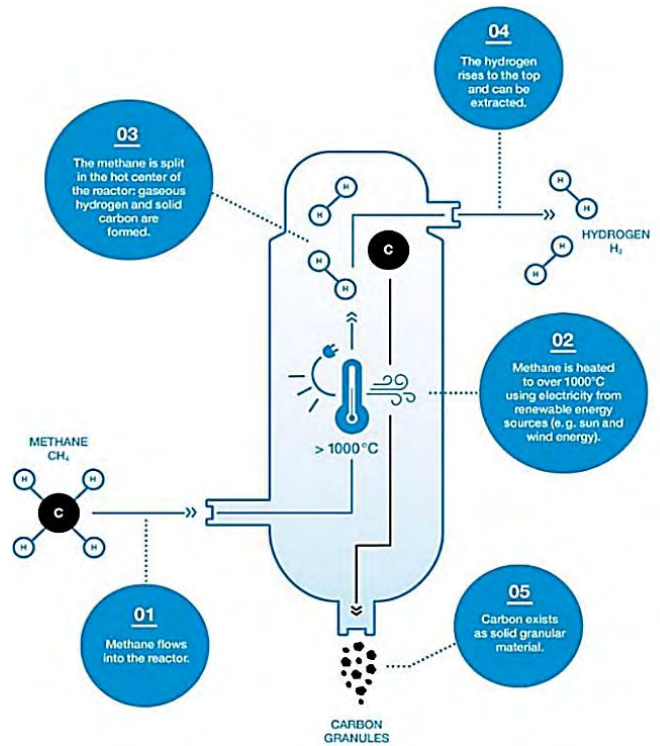 04
The hydrogen
rises to the top
and can be
extracted.
03
The methane is split
in the hot center of
the reactor: gaseous
hydrogen and solid
carbon are
formed.
H
H
H
H
C
H
H
H
H
HYDROGEN
H₂
02
Methane is heated
to over 1000°C
using electricity from
renewable energy
sources (e.g. sun and
wind energy).
> 1000°C
METHANE
CH₄
H
H
C
H
H
01
Methane flows
into the reactor.
05
Carbon exists
as solid granular
material.
CARBON
GRANULES